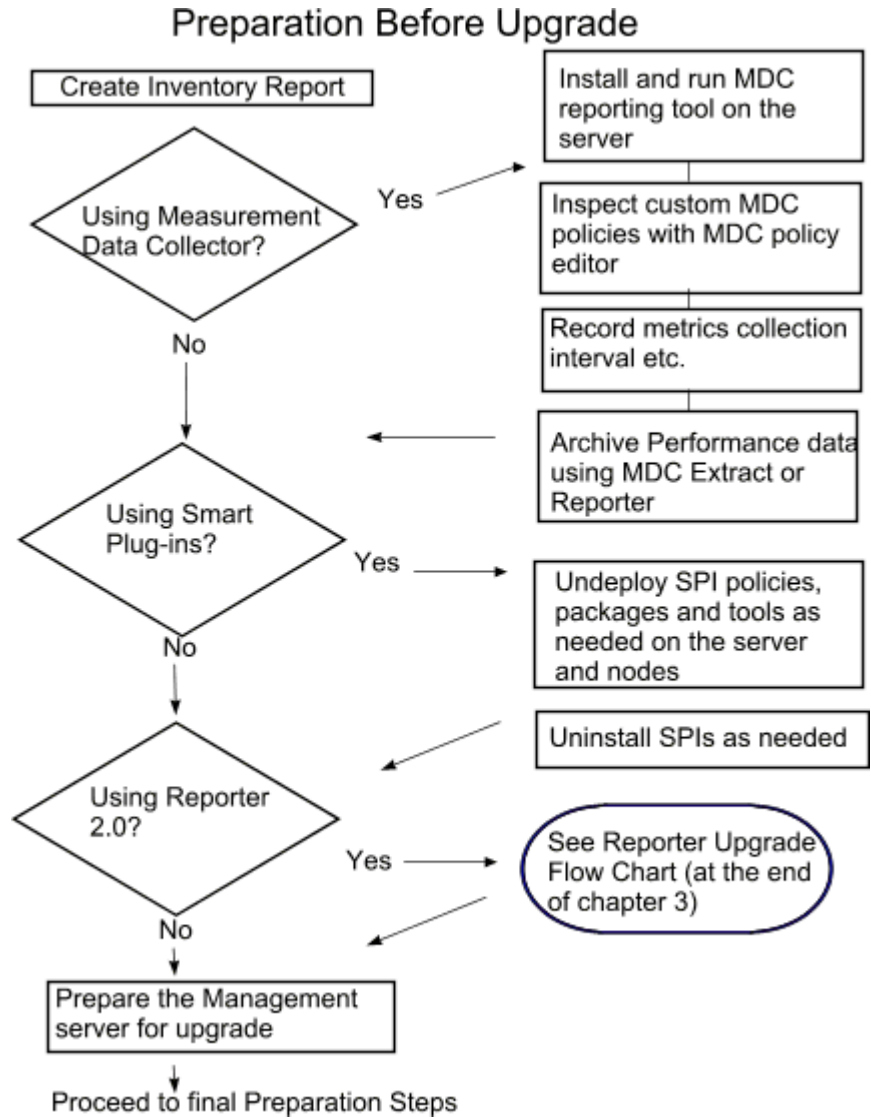 Preparation Before Upgrade
Create Inventory Report
Install and run MDC
reporting tool on the
server
Using Measurement
Data Collector?
Yes
Inspect custom MDC
policies with MDC policy
editor
No
Record metrics collection
interval etc.
Archive Performance data
using MDC Extract or
Reporter
Using Smart
Plug-ins?
Yes
Undeploy SPI policies,
packages and tools as
needed on the server
and nodes
No
Uninstall SPIs as needed
Using Reporter
2.0?
Yes
See Reporter Upgrade
Flow Chart (at the end
of chapter 3)
No
Prepare the Management
server for upgrade
Proceed to final Preparation Steps